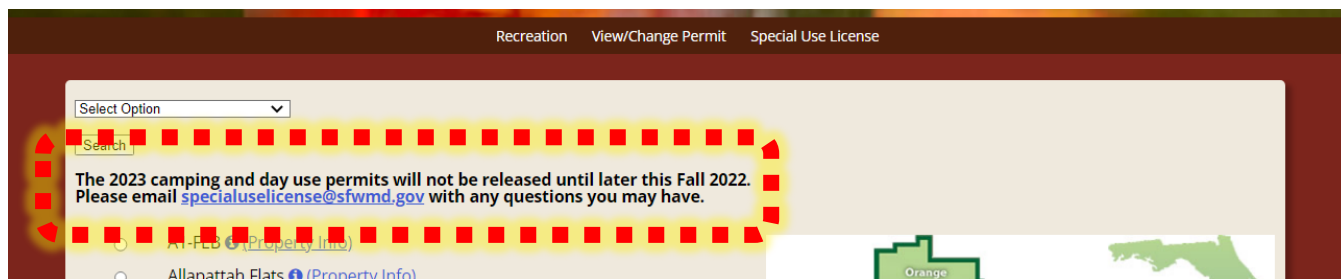 Recreation View/Change Permit Special Use License
Select Option
Search
The 2023 camping and day use permits will not be released until later this Fall 2022.
Please email specialuselicense@sfwmd.gov with any questions you may have.
A1-FEB (Property Info)
Allapattah Flats (Property Info)
Orange